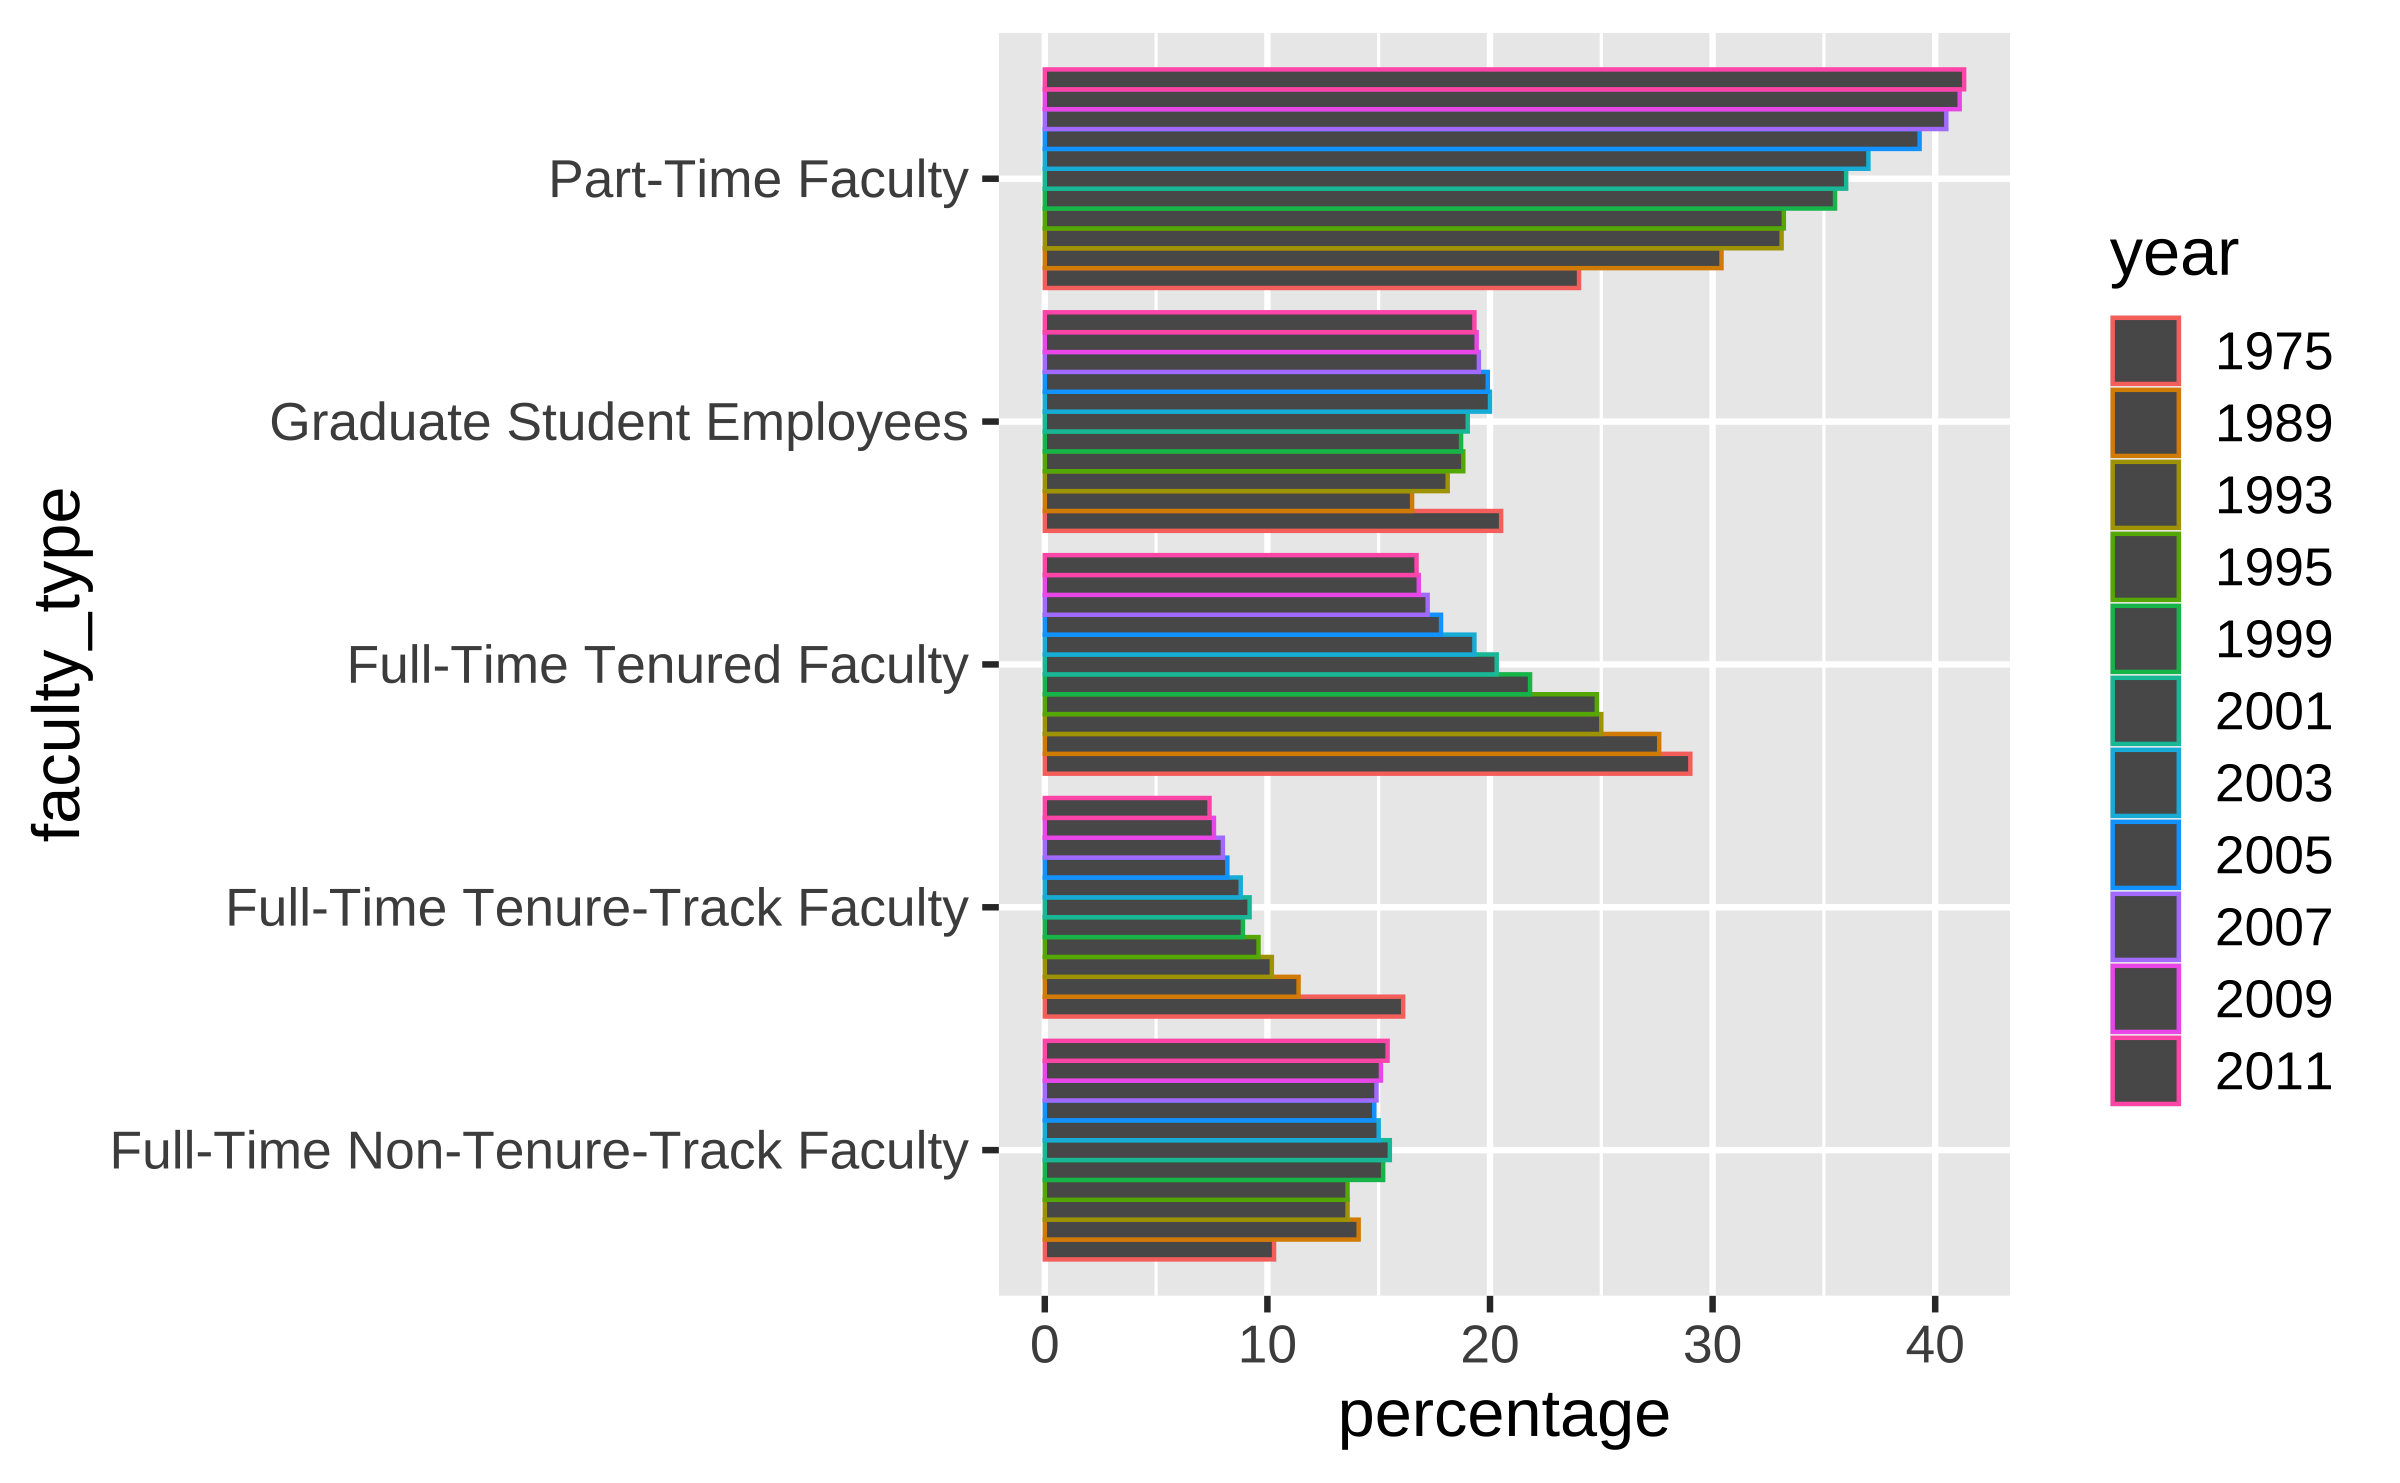 faculty_type
Part-Time Faculty
Graduate Student Employees
Full-Time Tenured Faculty
Full-Time Tenure-Track Faculty
Full-Time Non-Tenure-Track Faculty
0 10 20 30 40
percentage
year
1975
1989
1993
1995
1999
2001
2003
2005
2007
2009
2011